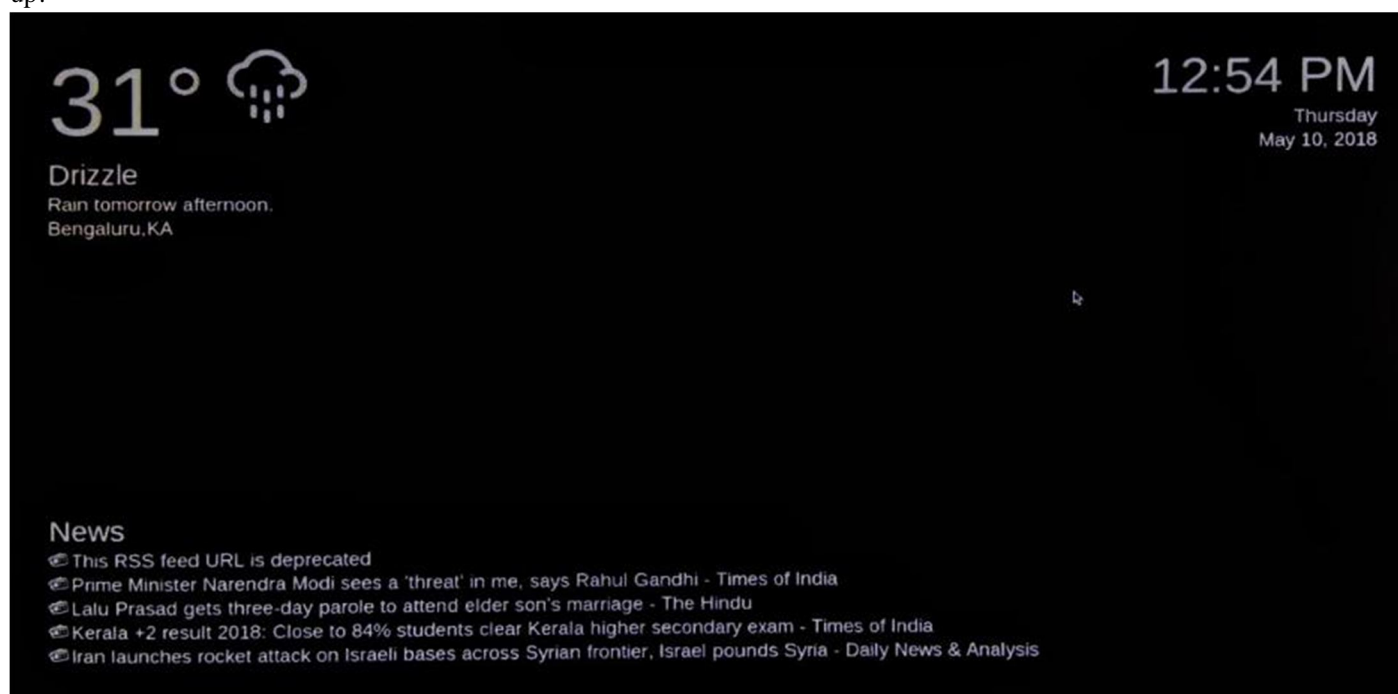 up?
31°
12:54 PM
Thursday
May 10, 2018
Drizzle
Rain tomorrow afternoon.
Bengaluru,KA
News
This RSS feed URL is deprecated
Prime Minister Narendra Modi sees a 'threat' in me, says Rahul Gandhi - Times of India
Lalu Prasad gets three-day parole to attend elder son's marriage - The Hindu
Kerala +2 result 2018: Close to 84% students clear Kerala higher secondary exam - Times of India
Iran launches rocket attack on Israeli bases across Syrian frontier, Israel pounds Syria - Daily News & Analysis